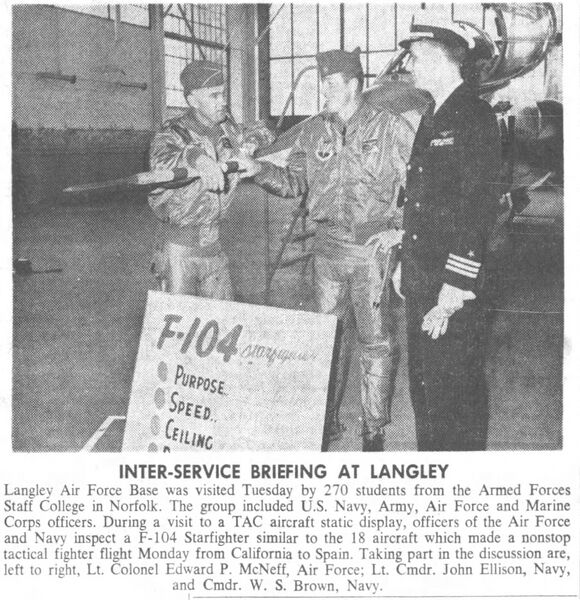 F-104 Starfighter
PURPOSE..
SPEED..
CEILING
INTER-SERVICE BRIEFING AT LANGLEY
Langley Air Force Base was visited Tuesday by 270 students from the Armed Forces
Staff College in Norfolk. The group included U.S. Navy, Army, Air Force and Marine
Corps officers. During a visit to a TAC aircraft static display, officers of the Air Force
and Navy inspect a F-104 Starfighter similar to the 18 aircraft which made a nonstop
tactical fighter flight Monday from California to Spain. Taking part in the discussion are,
left to right, Lt. Colonel Edward P. McNeff, Air Force; Lt. Cmdr. John Ellison, Navy,
and Cmdr. W. S. Brown, Navy.